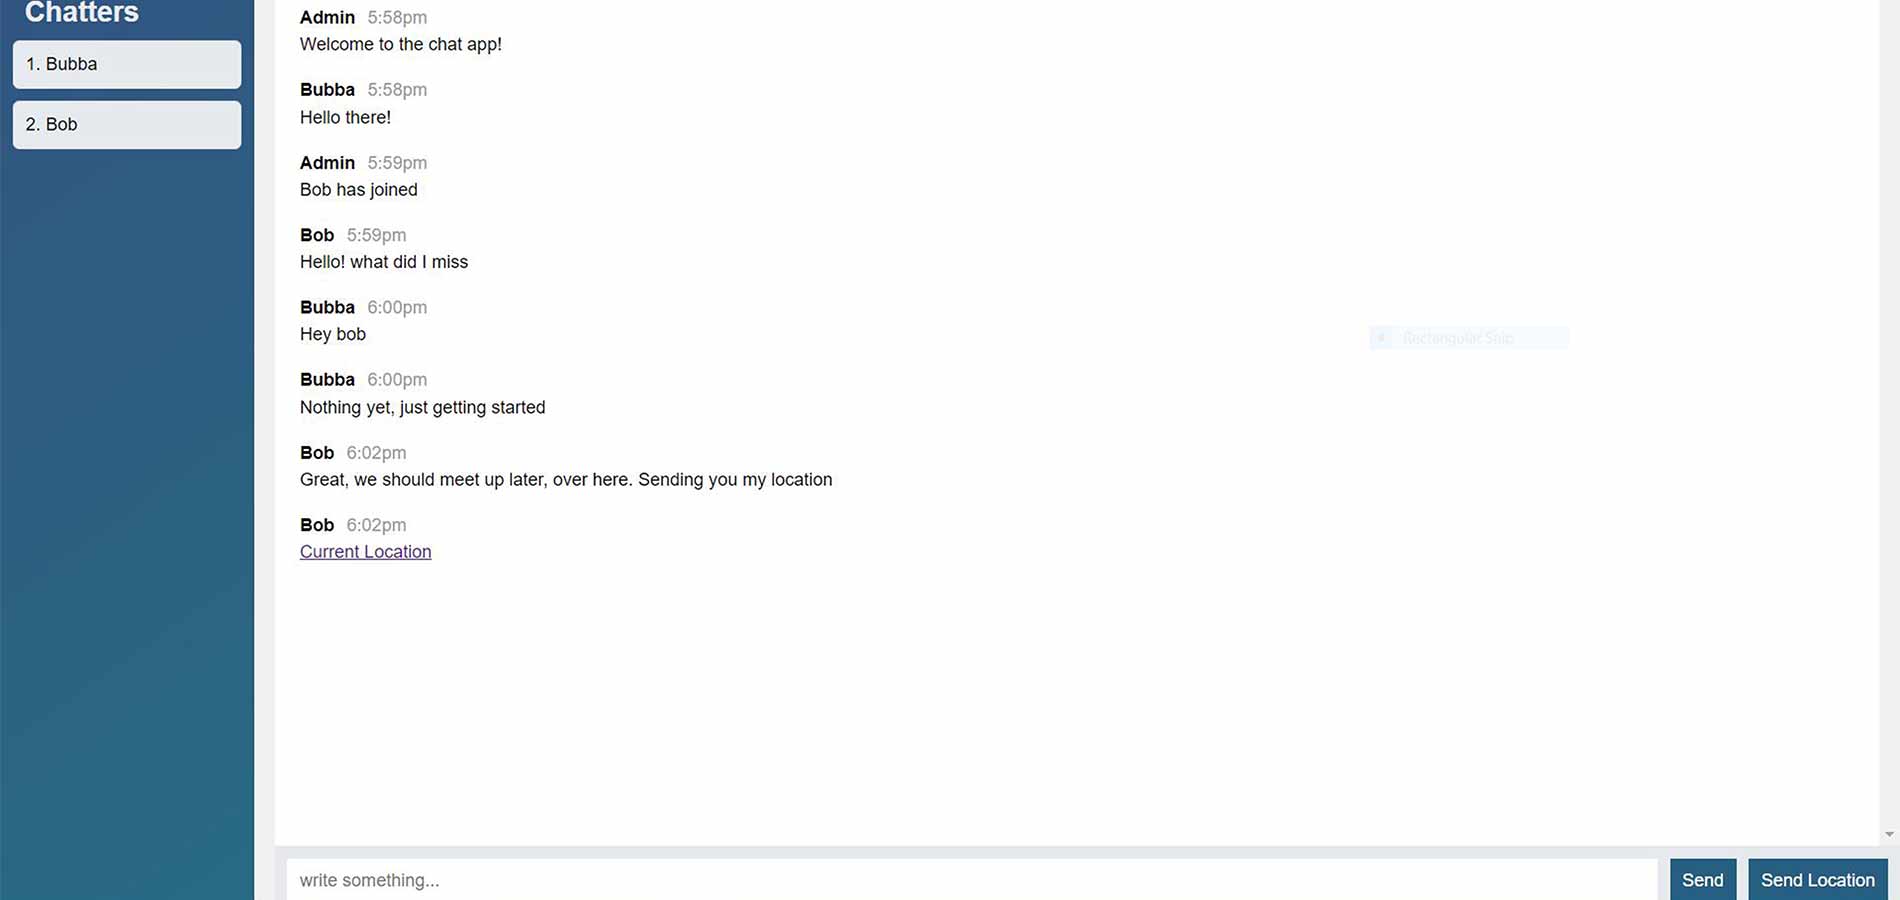 Chatters
1. Bubba
2. Bob
Admin 5:58pm
Welcome to the chat app!
Bubba 5:58pm
Hello there!
Admin 5:59pm
Bob has joined
Bob 5:59pm
Hello! what did I miss
Bubba 6:00pm
Hey bob
Bubba 6:00pm
Nothing yet, just getting started
Bob 6:02pm
Great, we should meet up later, over here. Sending you my location
Bob 6:02pm
Current Location
Rectangular Snip
write something...
Send
Send Location